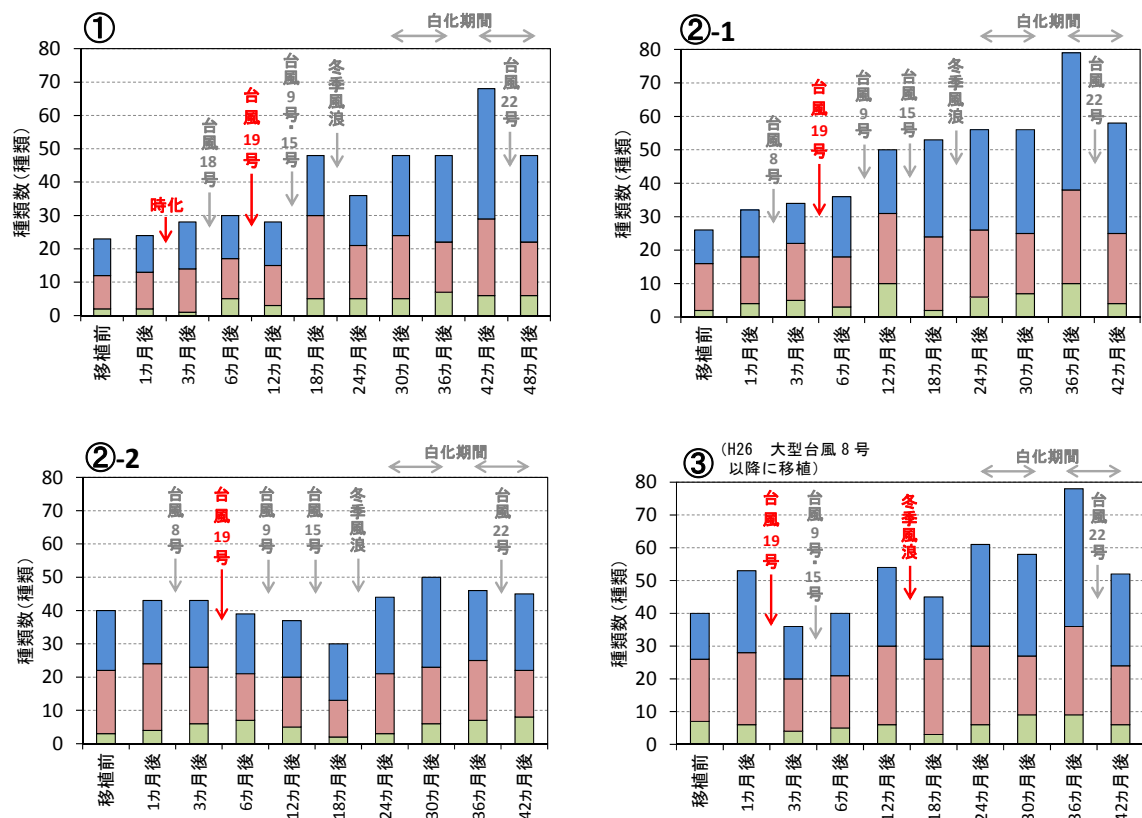 ①
白化期間
種類数(種類)
80
70
60
50
40
30
20
10
0
時化
台風18号
台風19号
台風9号・15号
冬季風浪
台風22号
移植前
1カ月後
3カ月後
6カ月後
12カ月後
18カ月後
24カ月後
30カ月後
36カ月後
42カ月後
48カ月後
②-1
白化期間
種類数(種類)
80
70
60
50
40
30
20
10
0
台風8号
台風19号
台風9号
台風15号
冬季風浪
台風22号
移植前
1カ月後
3カ月後
6カ月後
12カ月後
18カ月後
24カ月後
30カ月後
36カ月後
42カ月後
②-2
白化期間
種類数(種類)
80
70
60
50
40
30
20
10
0
台風8号
台風19号
台風9号
台風15号
冬季風浪
台風22号
移植前
1カ月後
3カ月後
6カ月後
12カ月後
18カ月後
24カ月後
30カ月後
36カ月後
42カ月後
③
(H26 大型台風8号
以降に移植)
白化期間
種類数(種類)
80
70
60
50
40
30
20
10
0
台風19号
台風9号・15号
冬季風浪
台風22号
移植前
1カ月後
3カ月後
6カ月後
12カ月後
18カ月後
24カ月後
30カ月後
36カ月後
42カ月後